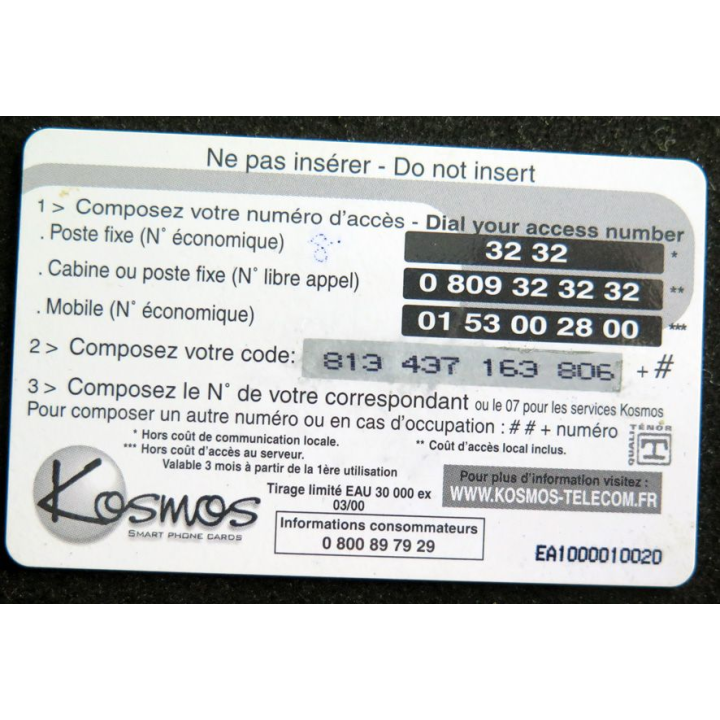 Ne pas insérer - Do not insert
1 > Composez votre numéro d'accès - Dial your access number
. Poste fixe (N° économique) 8 32 32 *
. Cabine ou poste fixe (N° libre appel) 0 809 32 32 32 **
. Mobile (N° économique) 01 53 00 28 00 ***
2 > Composez votre code: 813 437 163 806 + #
3 > Composez le N° de votre correspondant ou le 07 pour les services Kosmos
Pour composer un autre numéro ou en cas d'occupation : # # + numéro
QUALITÉNOR T
* Hors coût de communication locale. ** Coût d'accès local inclus.
*** Hors coût d'accès au serveur.
Valable 3 mois à partir de la 1ère utilisation
Pour plus d'information visitez :
WWW.KOSMOS-TELECOM.FR
Tirage limité EAU 30 000 ex
03/00
Kosmos
SMART PHONE CARDS
Informations consommateurs
0 800 89 79 29
EA1000010020